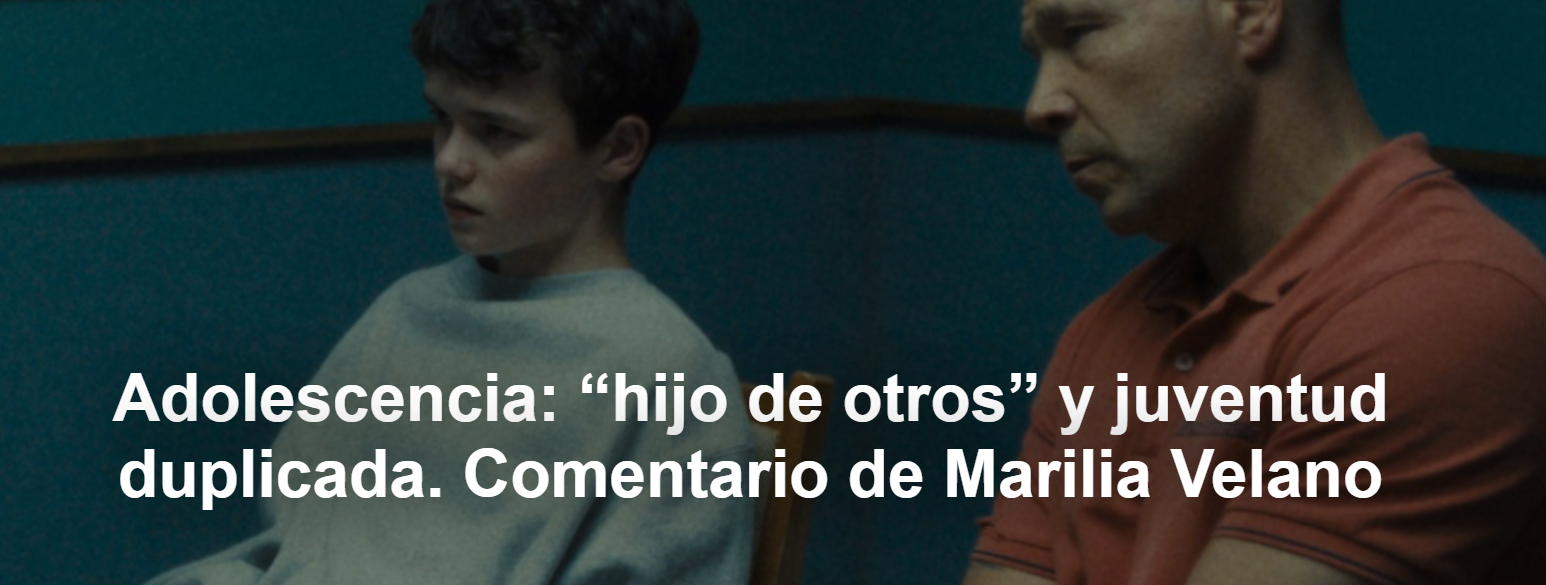 Adolescencia: “hijo de otros” y juventud
duplicada. Comentario de Marilia Velano